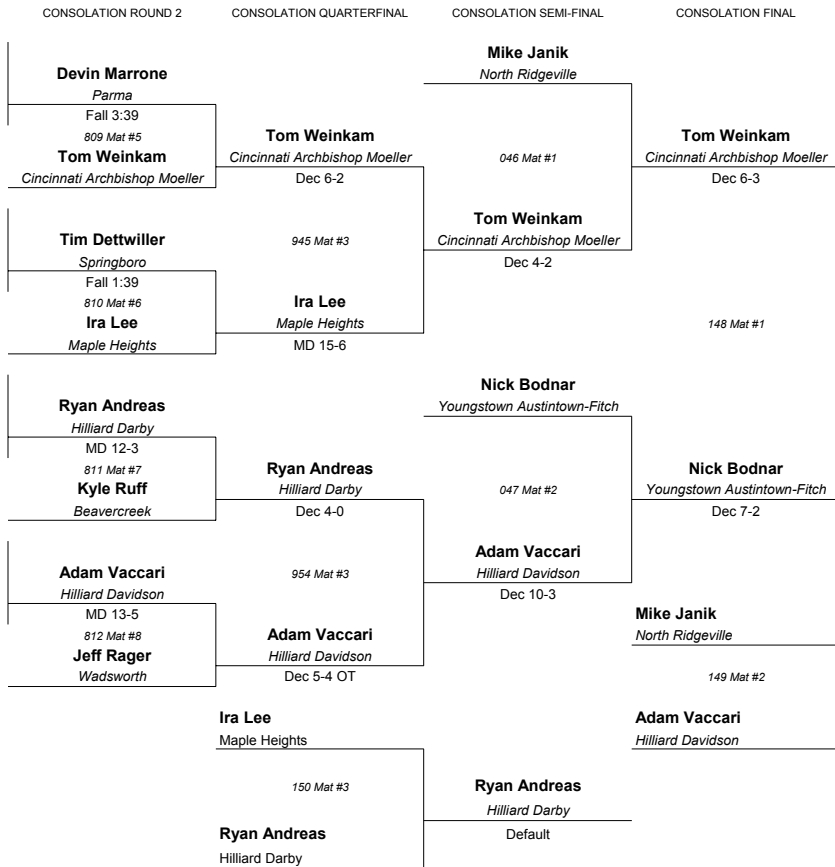 CONSOLATION ROUND 2
CONSOLATION QUARTERFINAL
CONSOLATION SEMI-FINAL
CONSOLATION FINAL
Devin Marrone
Parma
Fall 3:39
809 Mat #5
Tom Weinkam
Cincinnati Archbishop Moeller
Tim Dettwiller
Springboro
Fall 1:39
810 Mat #6
Ira Lee
Maple Heights
Ryan Andreas
Hilliard Darby
MD 12-3
811 Mat #7
Kyle Ruff
Beavercreek
Adam Vaccari
Hilliard Davidson
MD 13-5
812 Mat #8
Jeff Rager
Wadsworth
Tom Weinkam
Cincinnati Archbishop Moeller
Dec 6-2
945 Mat #3
Ira Lee
Maple Heights
MD 15-6
Ryan Andreas
Hilliard Darby
Dec 4-0
954 Mat #3
Adam Vaccari
Hilliard Davidson
Dec 5-4 OT
Ira Lee
Maple Heights
150 Mat #3
Ryan Andreas
Hilliard Darby
Mike Janik
North Ridgeville
046 Mat #1
Tom Weinkam
Cincinnati Archbishop Moeller
Dec 4-2
Nick Bodnar
Youngstown Austintown-Fitch
047 Mat #2
Adam Vaccari
Hilliard Davidson
Dec 10-3
Ryan Andreas
Hilliard Darby
Default
Tom Weinkam
Cincinnati Archbishop Moeller
Dec 6-3
148 Mat #1
Nick Bodnar
Youngstown Austintown-Fitch
Dec 7-2
Mike Janik
North Ridgeville
149 Mat #2
Adam Vaccari
Hilliard Davidson